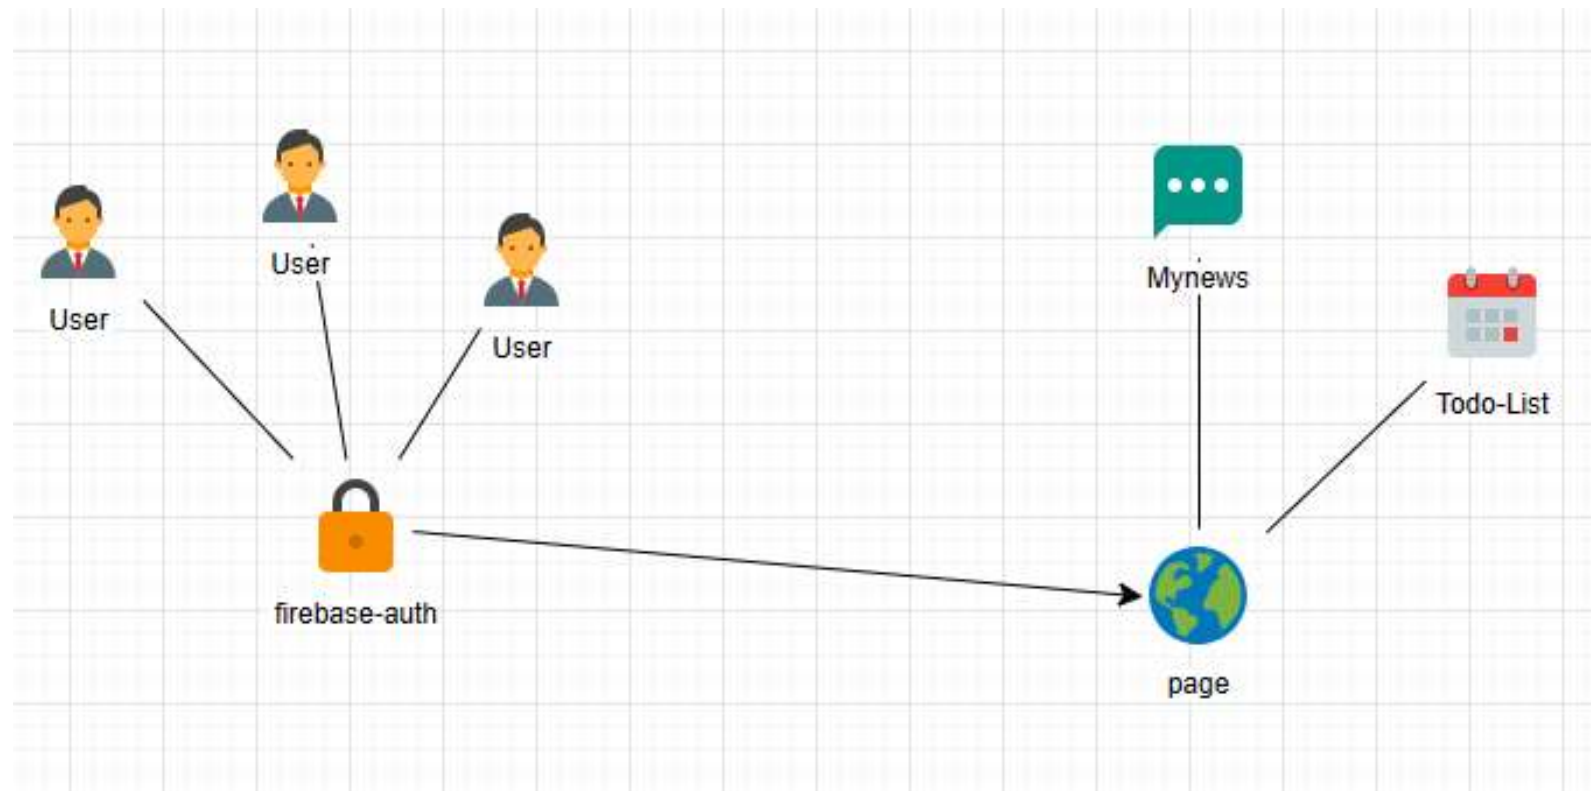 User
User
User
Mynews
Todo-List
firebase-auth
page